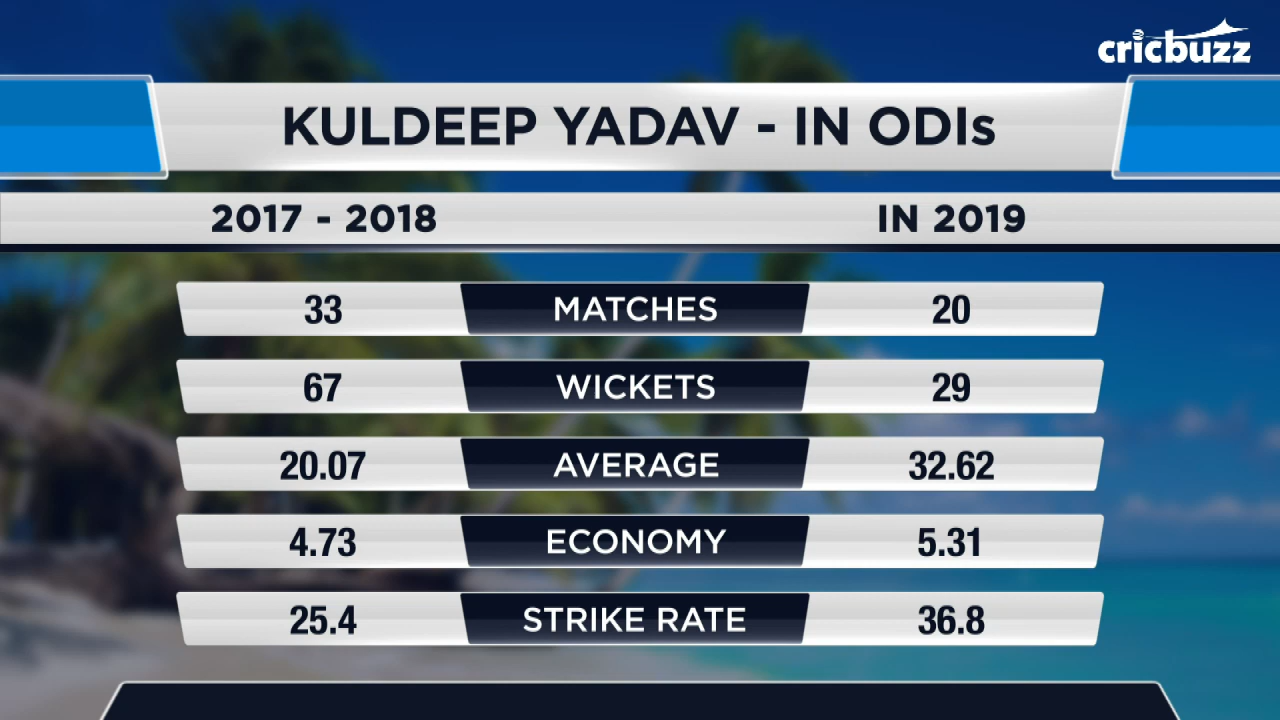 cricbuzz
KULDEEP YADAV - IN ODIs
2017 - 2018 IN 2019
33 MATCHES 20
67 WICKETS 29
20.07 AVERAGE 32.62
4.73 ECONOMY 5.31
25.4 STRIKE RATE 36.8